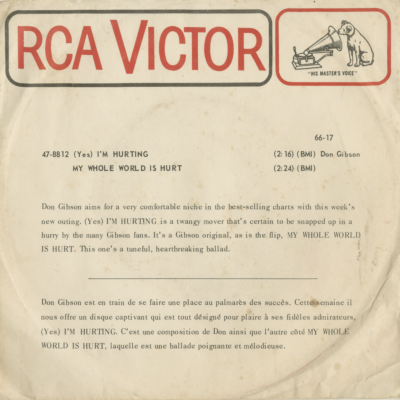 RCA VICTOR
"HIS MASTER'S VOICE"
66-17
47-8812 (Yes) I'M HURTING (2:16) (BMI) Don Gibson
MY WHOLE WORLD IS HURT (2:24) (BMI)
Don Gibson aims for a very comfortable niche in the best-selling charts with this week's
new outing. (Yes) I'M HURTING is a twangy mover that's certain to be snapped up in a
hurry by the many Gibson fans. It's a Gibson original, as is the flip, MY WHOLE WORLD
IS HURT. This one's a tuneful, heartbreaking ballad.
Don Gibson est en train de se faire une place au palmarès des succès. Cette semaine il
nous offre un disque captivant qui est tout désigné pour plaire à ses fidèles admirateurs,
(Yes) I'M HURTING. C'est une composition de Don ainsi que l'autre côté MY WHOLE
WORLD IS HURT, laquelle est une ballade poignante et mélodieuse.